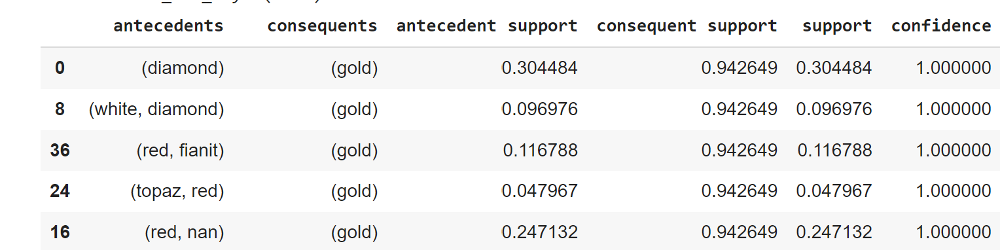 antecedents consequents antecedent support consequent support support confidence
0 (diamond) (gold) 0.304484 0.942649 0.304484 1.000000
8 (white, diamond) (gold) 0.096976 0.942649 0.096976 1.000000
36 (red, fianit) (gold) 0.116788 0.942649 0.116788 1.000000
24 (topaz, red) (gold) 0.047967 0.942649 0.047967 1.000000
16 (red, nan) (gold) 0.247132 0.942649 0.247132 1.000000